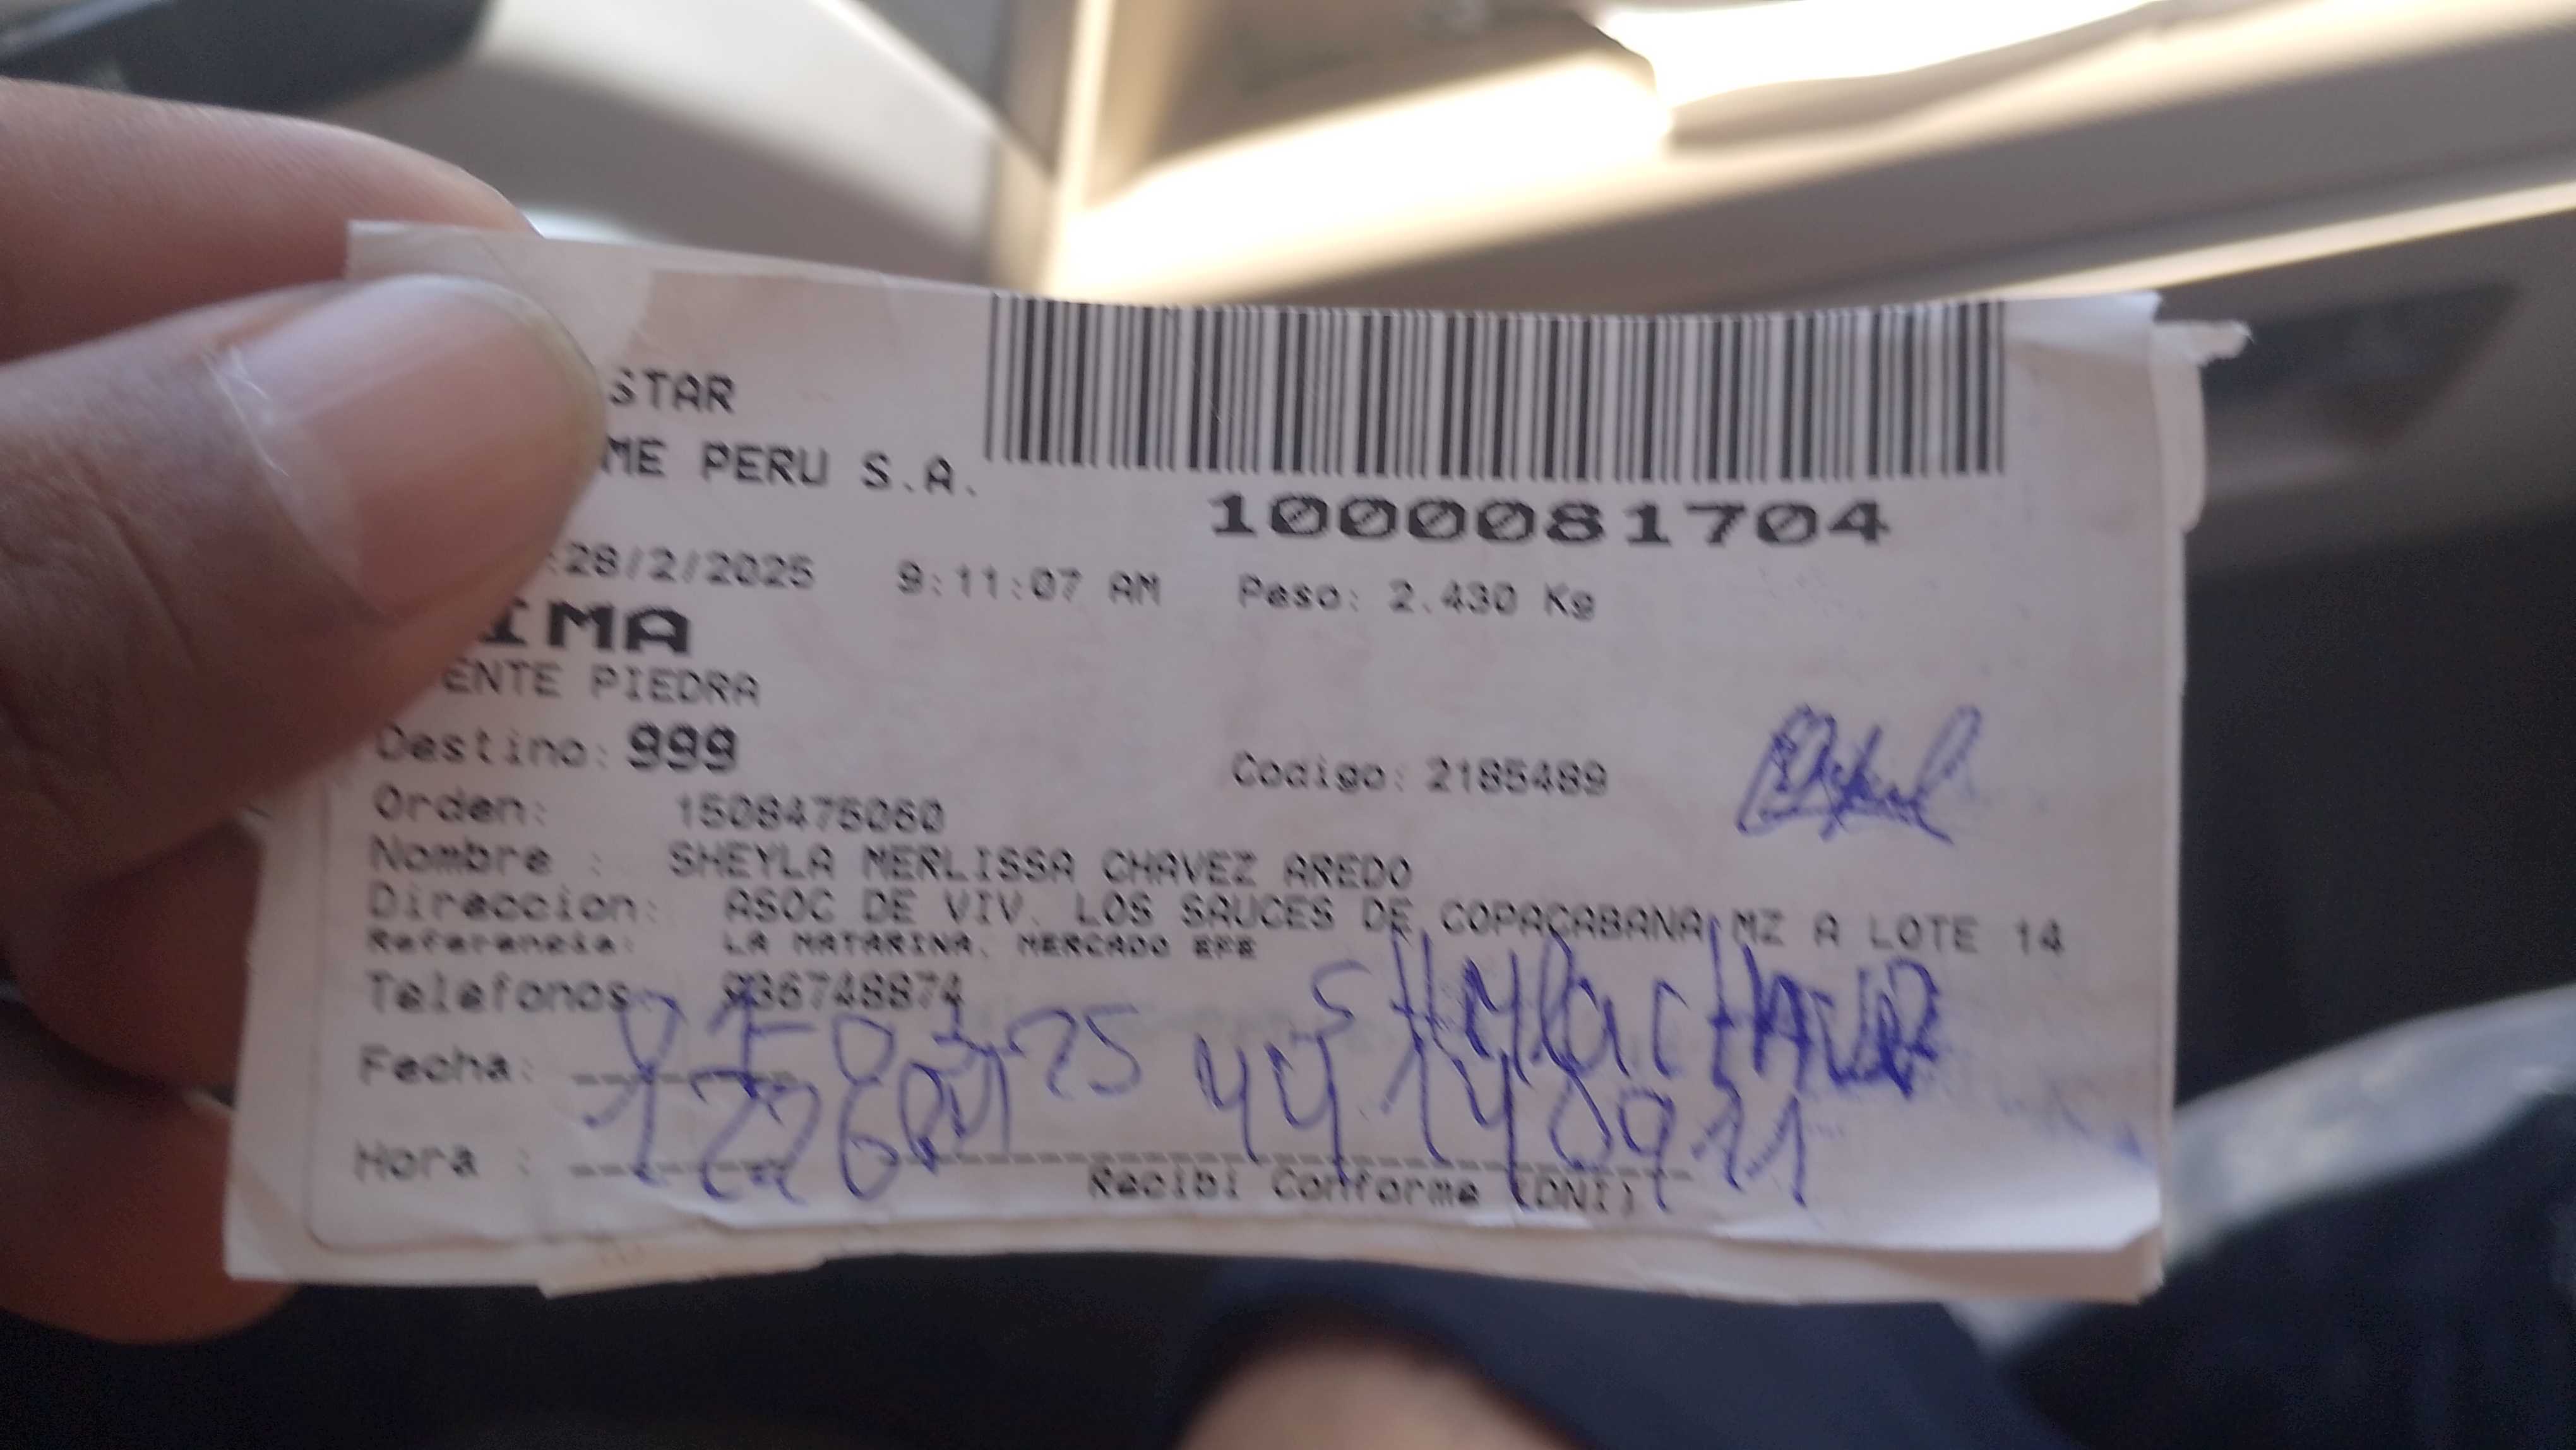 STAR
ME PERU S.A.
1000081704
:28/2/2025 9:11:07 AM Peso: 2.430 Kg
IMA
ENTE PIEDRA
Destino: 999
Codigo: 2185489
Orden: 1508475060
Nombre : SHEYLA MERLISSA CHAVEZ AREDO
Direccion: ASOC DE VIV. LOS SAUCES DE COPACABANA MZ A LOTE 14
Referencia: LA MATARINA, MERCADO EFE
Telefonos: 936748874
Fecha:
Hora :
Recibi Conforme (DNI)